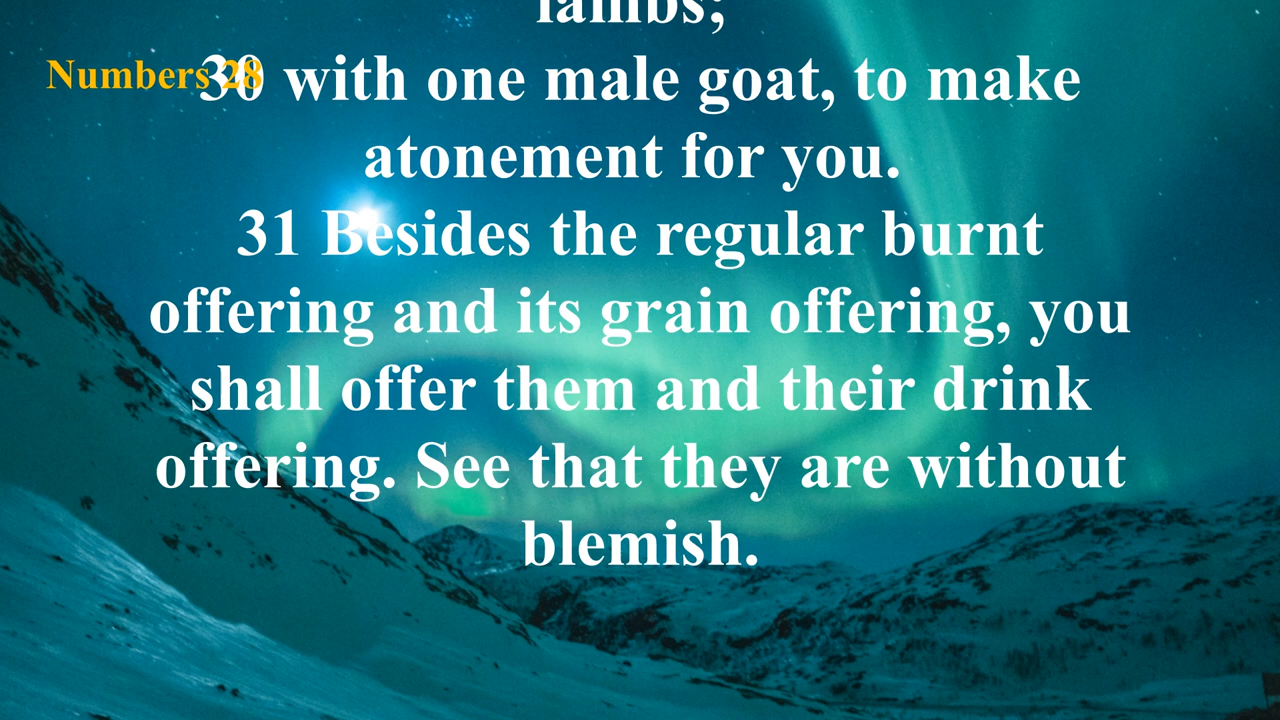 lambs;
Numbers 28
30 with one male goat, to make
atonement for you.
31 Besides the regular burnt
offering and its grain offering, you
shall offer them and their drink
offering. See that they are without
blemish.